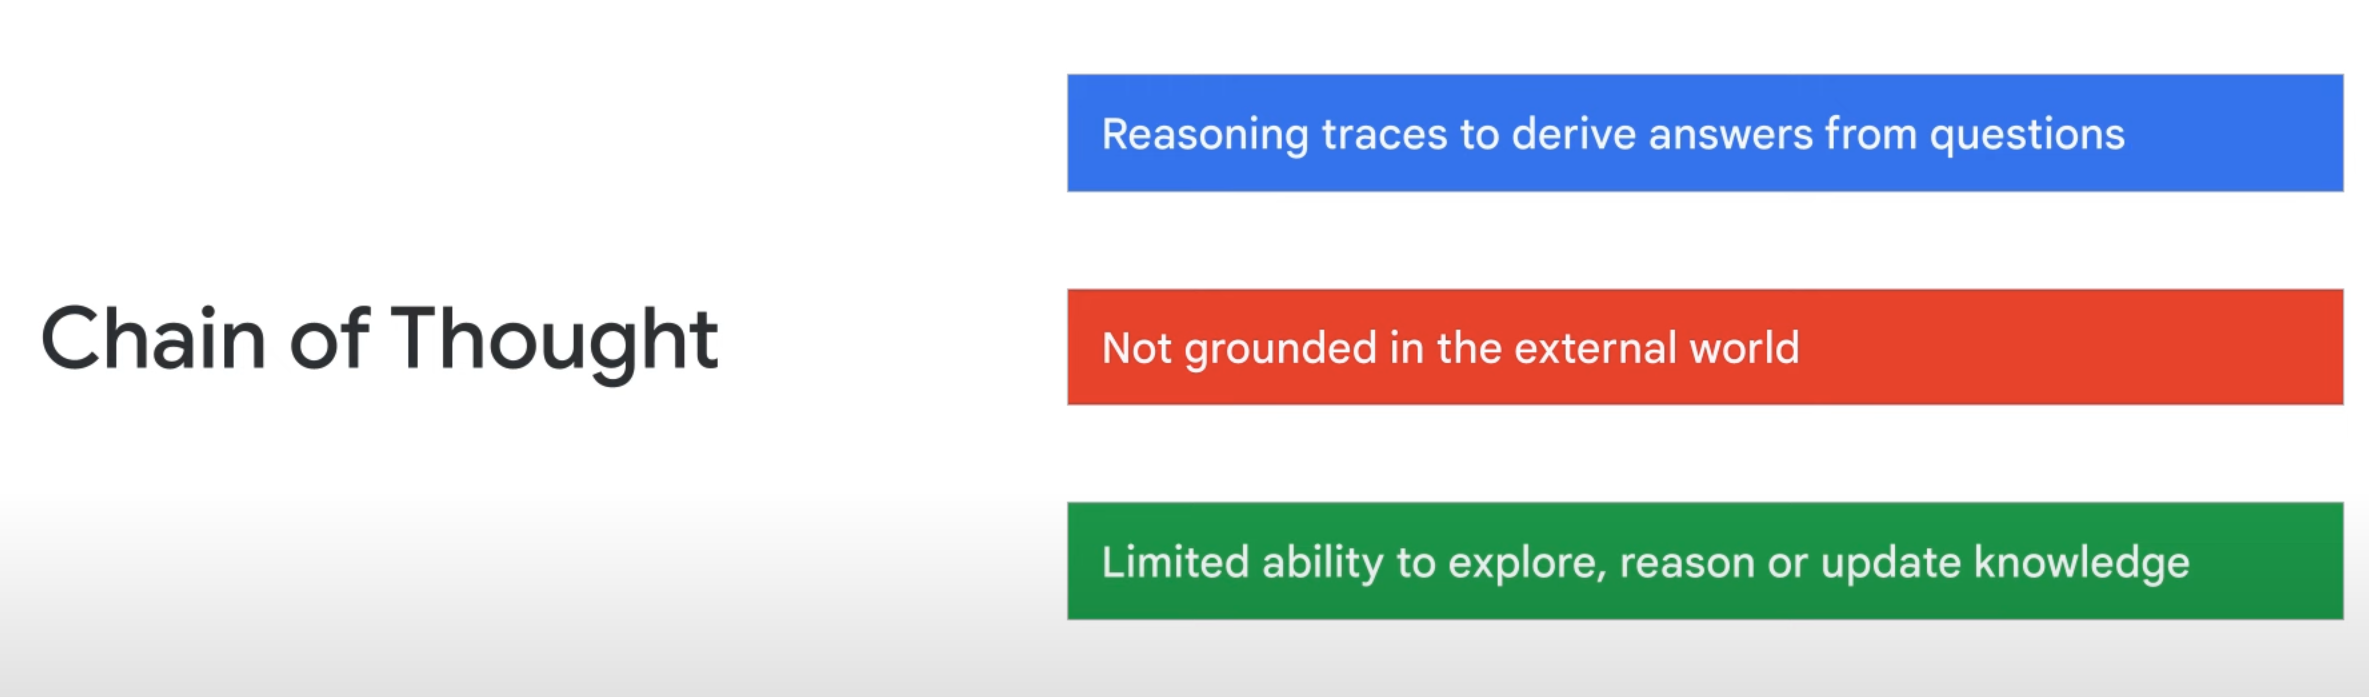 Chain of Thought
Reasoning traces to derive answers from questions
Not grounded in the external world
Limited ability to explore, reason or update knowledge